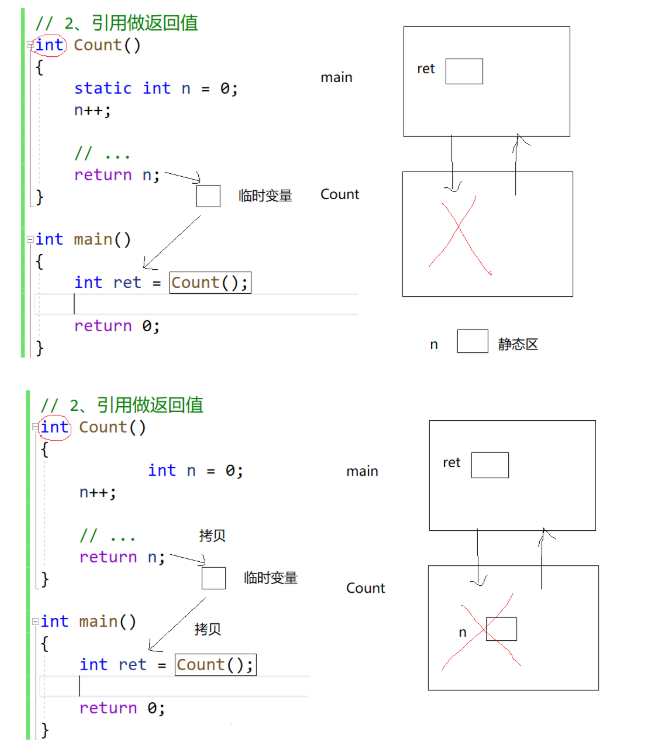 // 2、引用做返回值
int Count()
{
static int n = 0;
n++;
// ...
return n;
}
临时变量
int main()
{
int ret = Count();
return 0;
}
main
ret
Count
n
静态区
// 2、引用做返回值
int Count()
{
int n = 0;
n++;
// ...
拷贝
return n;
}
临时变量
int main()
拷贝
{
int ret = Count();
return 0;
}
main
ret
Count
n